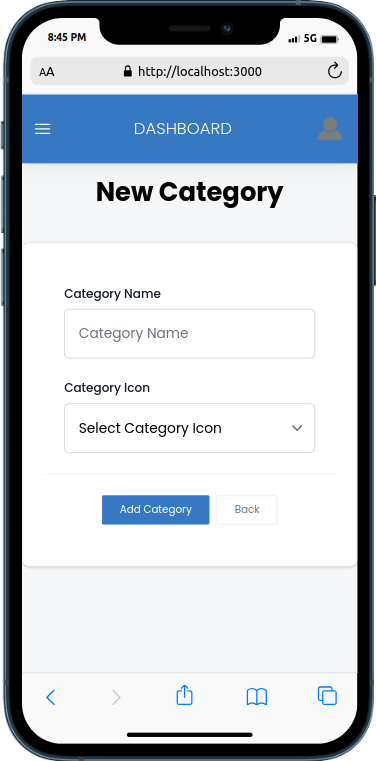 8:45 PM
5G
AA
http://localhost:3000
DASHBOARD
New Category
Category Name
Category Name
Category Icon
Select Category Icon
Add Category
Back